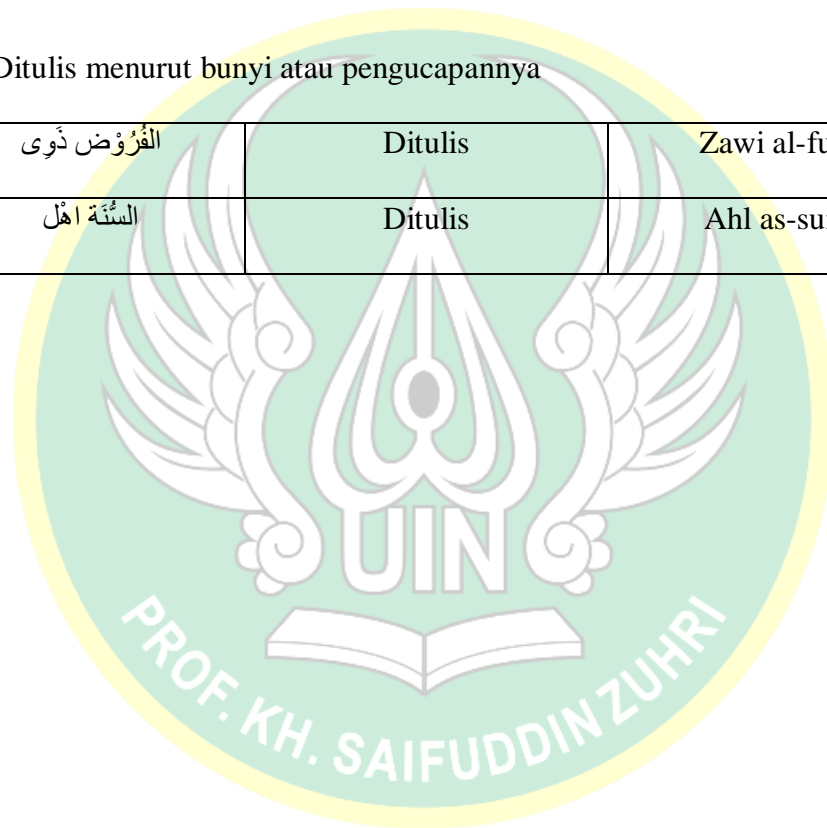 Ditulis menurut bunyi atau pengucapannya
الفُرُوْض ذَوِى Ditulis Zawi al-fu
السُّنَة اهْل Ditulis Ahl as-su
UIN
PROF. KH. SAIFUDDIN ZUHRI